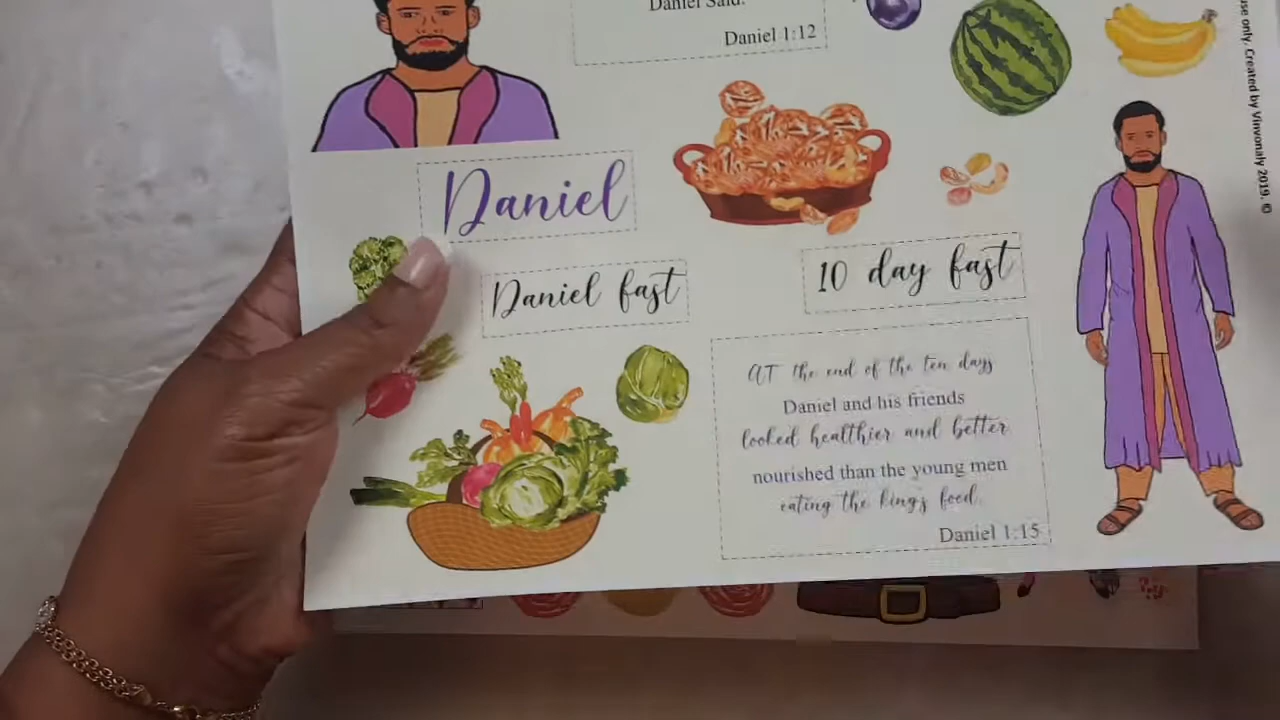 Daniel Said.
Daniel 1:12
Daniel
Daniel fast
10 day fast
AT the end of the ten days
Daniel and his friends
looked healthier and better
nourished than the young men
eating the king's food.
Daniel 1:15
use only. Created by Vinvonaly 2019. ©